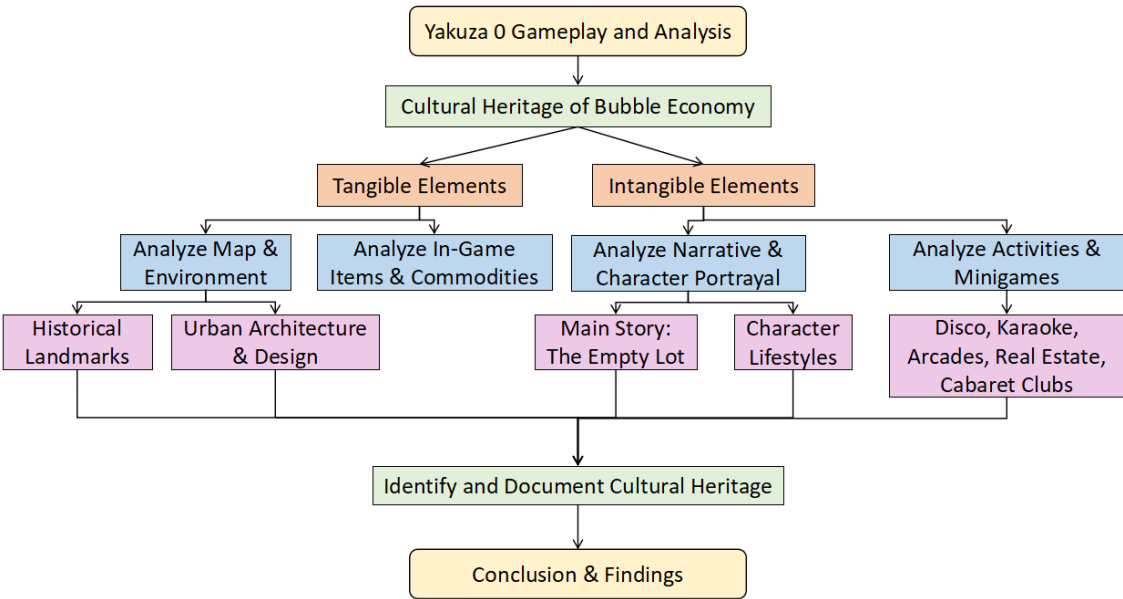 Yakuza 0 Gameplay and Analysis
Cultural Heritage of Bubble Economy
Tangible Elements
Intangible Elements
Analyze Map &
Environment
Analyze In-Game
Items & Commodities
Analyze Narrative &
Character Portrayal
Analyze Activities &
Minigames
Historical
Landmarks
Urban Architecture
& Design
Main Story:
The Empty Lot
Character
Lifestyles
Disco, Karaoke,
Arcades, Real Estate,
Cabaret Clubs
Identify and Document Cultural Heritage
Conclusion & Findings